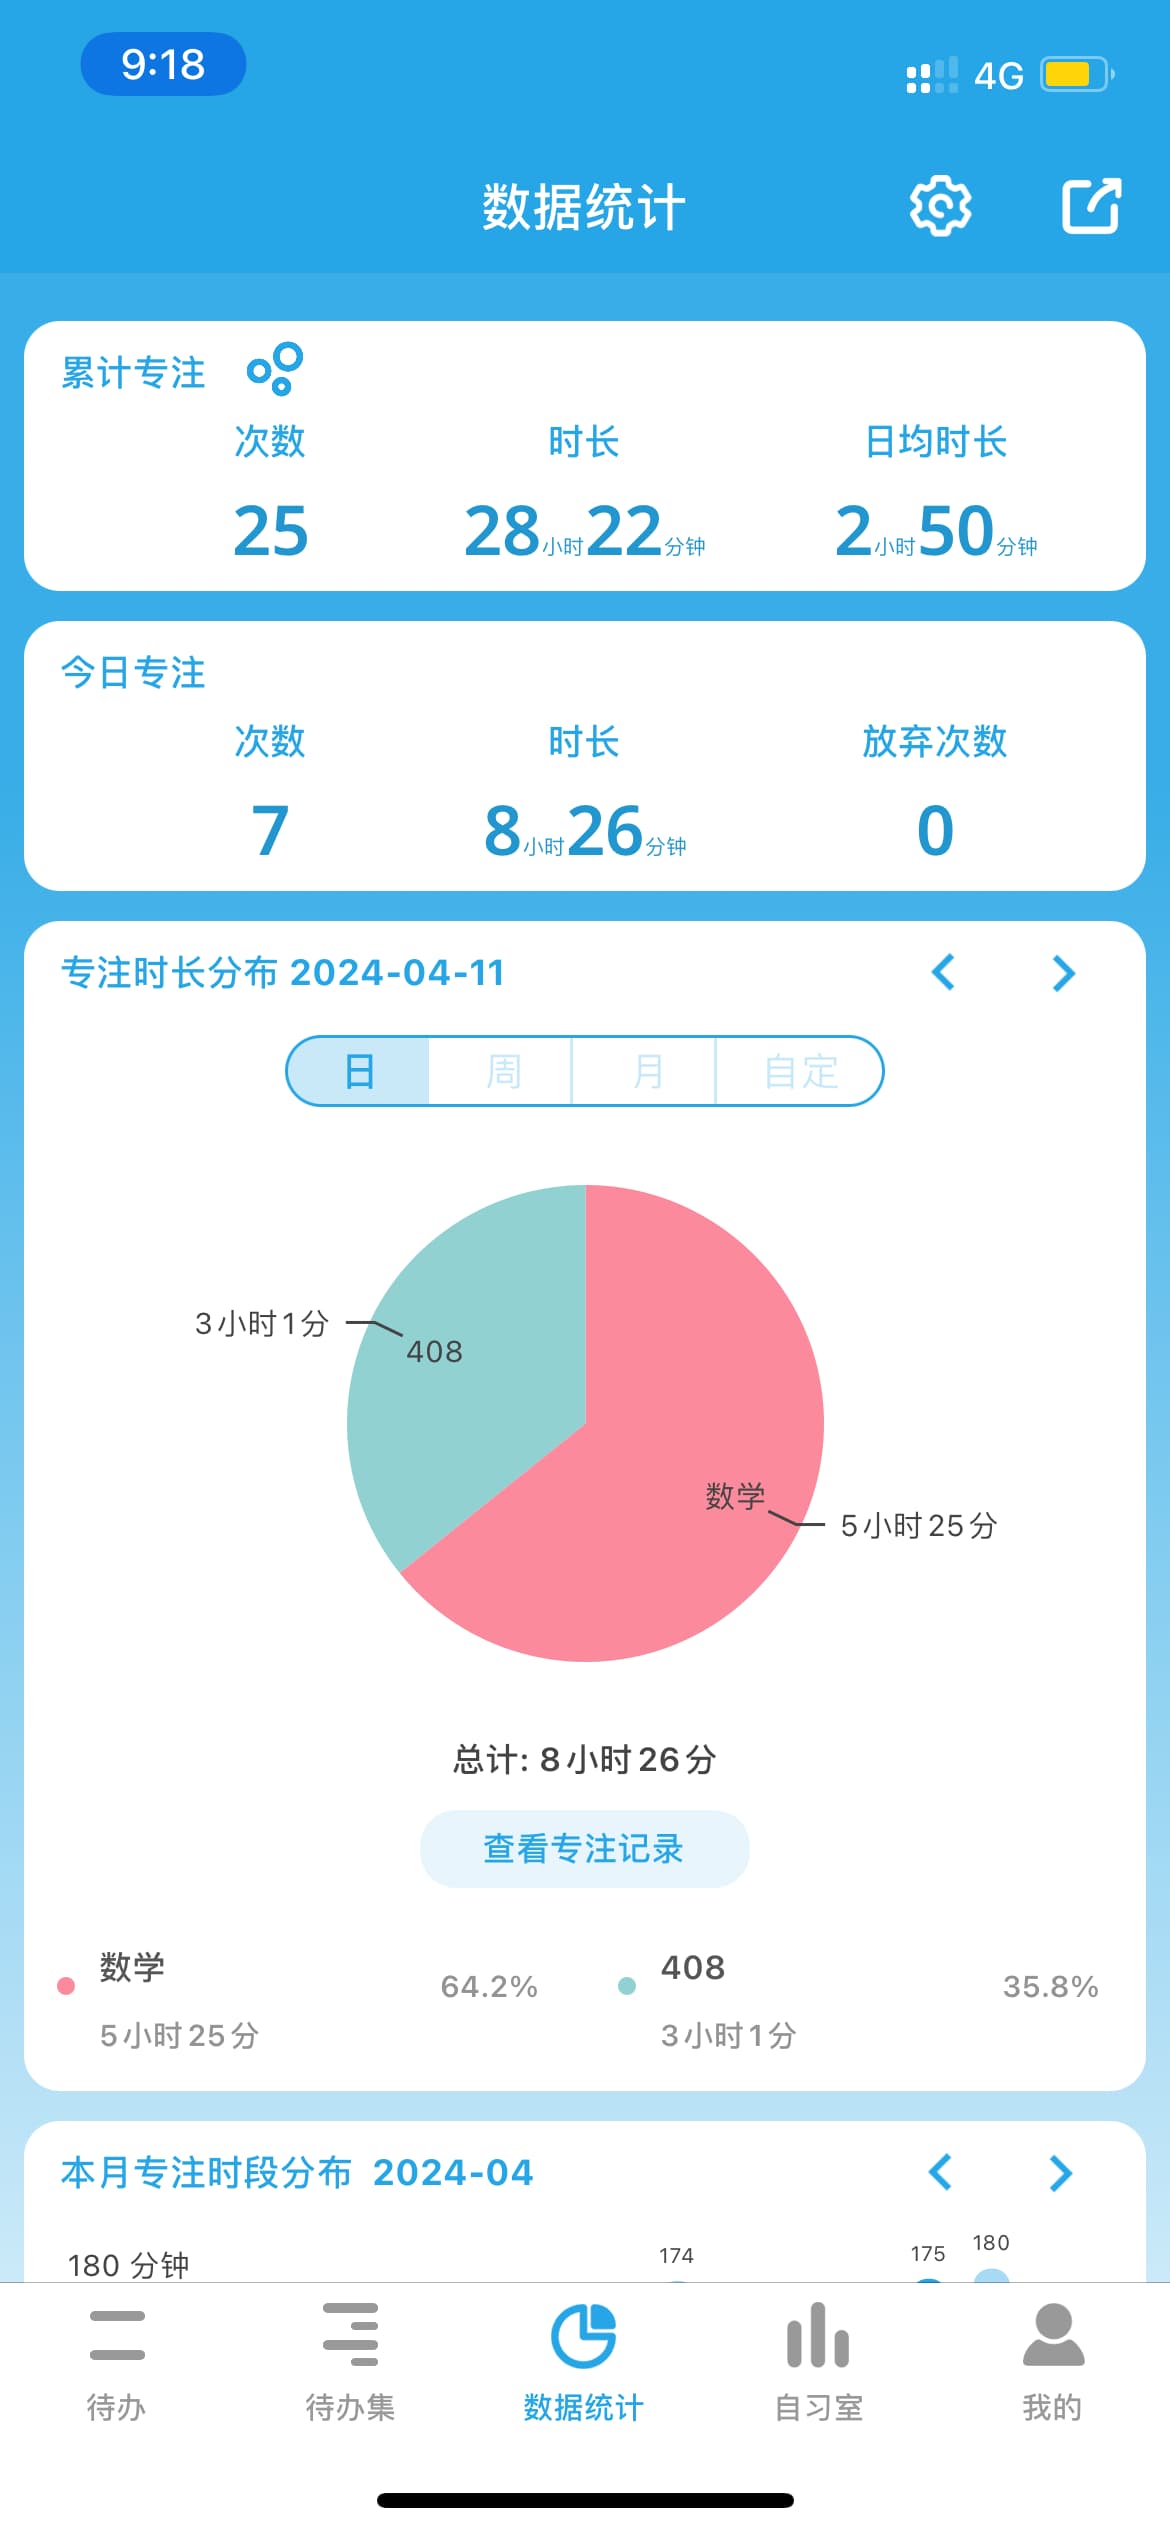 9:18
4G
数据统计
累计专注
次数 时长 日均时长
25 28小时22分钟 2小时50分钟
今日专注
次数 时长 放弃次数
7 8小时26分钟 0
专注时长分布 2024-04-11
日 周 月 自定
3小时1分
408
数学
5小时25分
总计: 8小时26分
查看专注记录
数学 64.2% 408 35.8%
5小时25分 3小时1分
本月专注时段分布 2024-04
180 分钟 174 175 180
待办 待办集 数据统计 自习室 我的